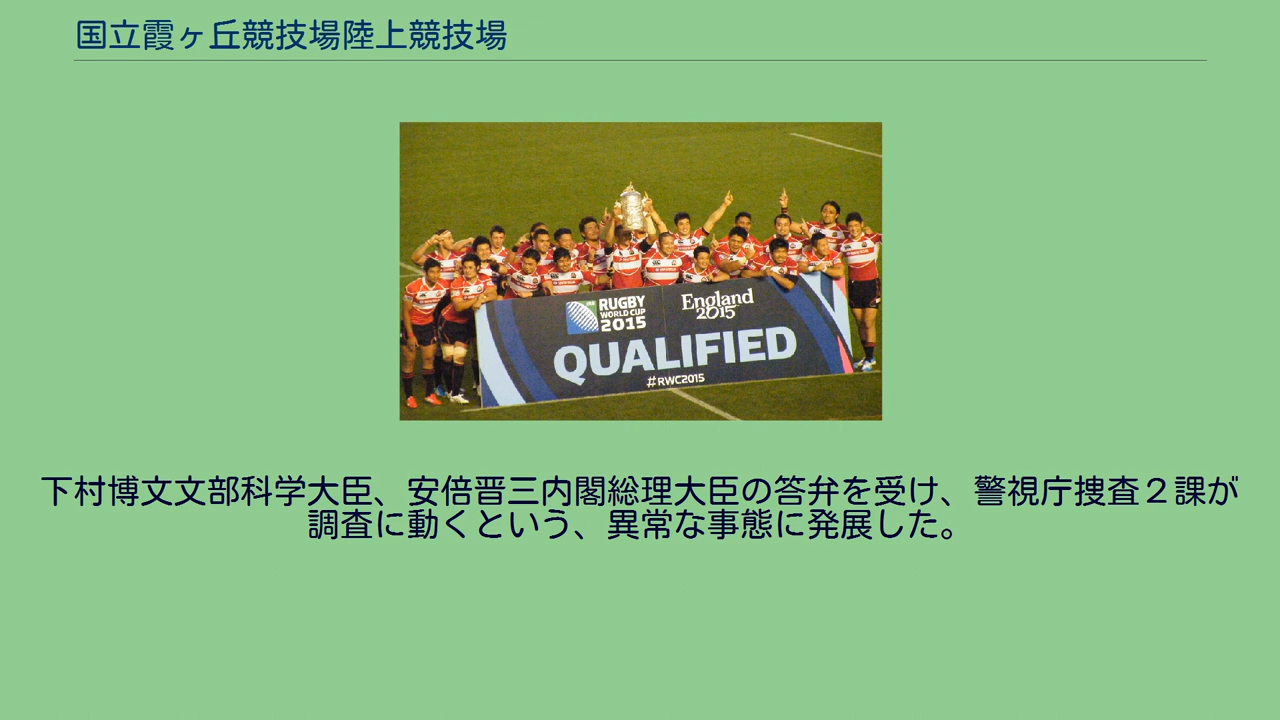 国立霞ヶ丘競技場陸上競技場
RUGBY
WORLD CUP
2015
England
2015
QUALIFIED
#RWC2015
下村博文文部科学大臣、安倍晋三内閣総理大臣の答弁を受け、警視庁捜査２課が
調査に動くという、異常な事態に発展した。